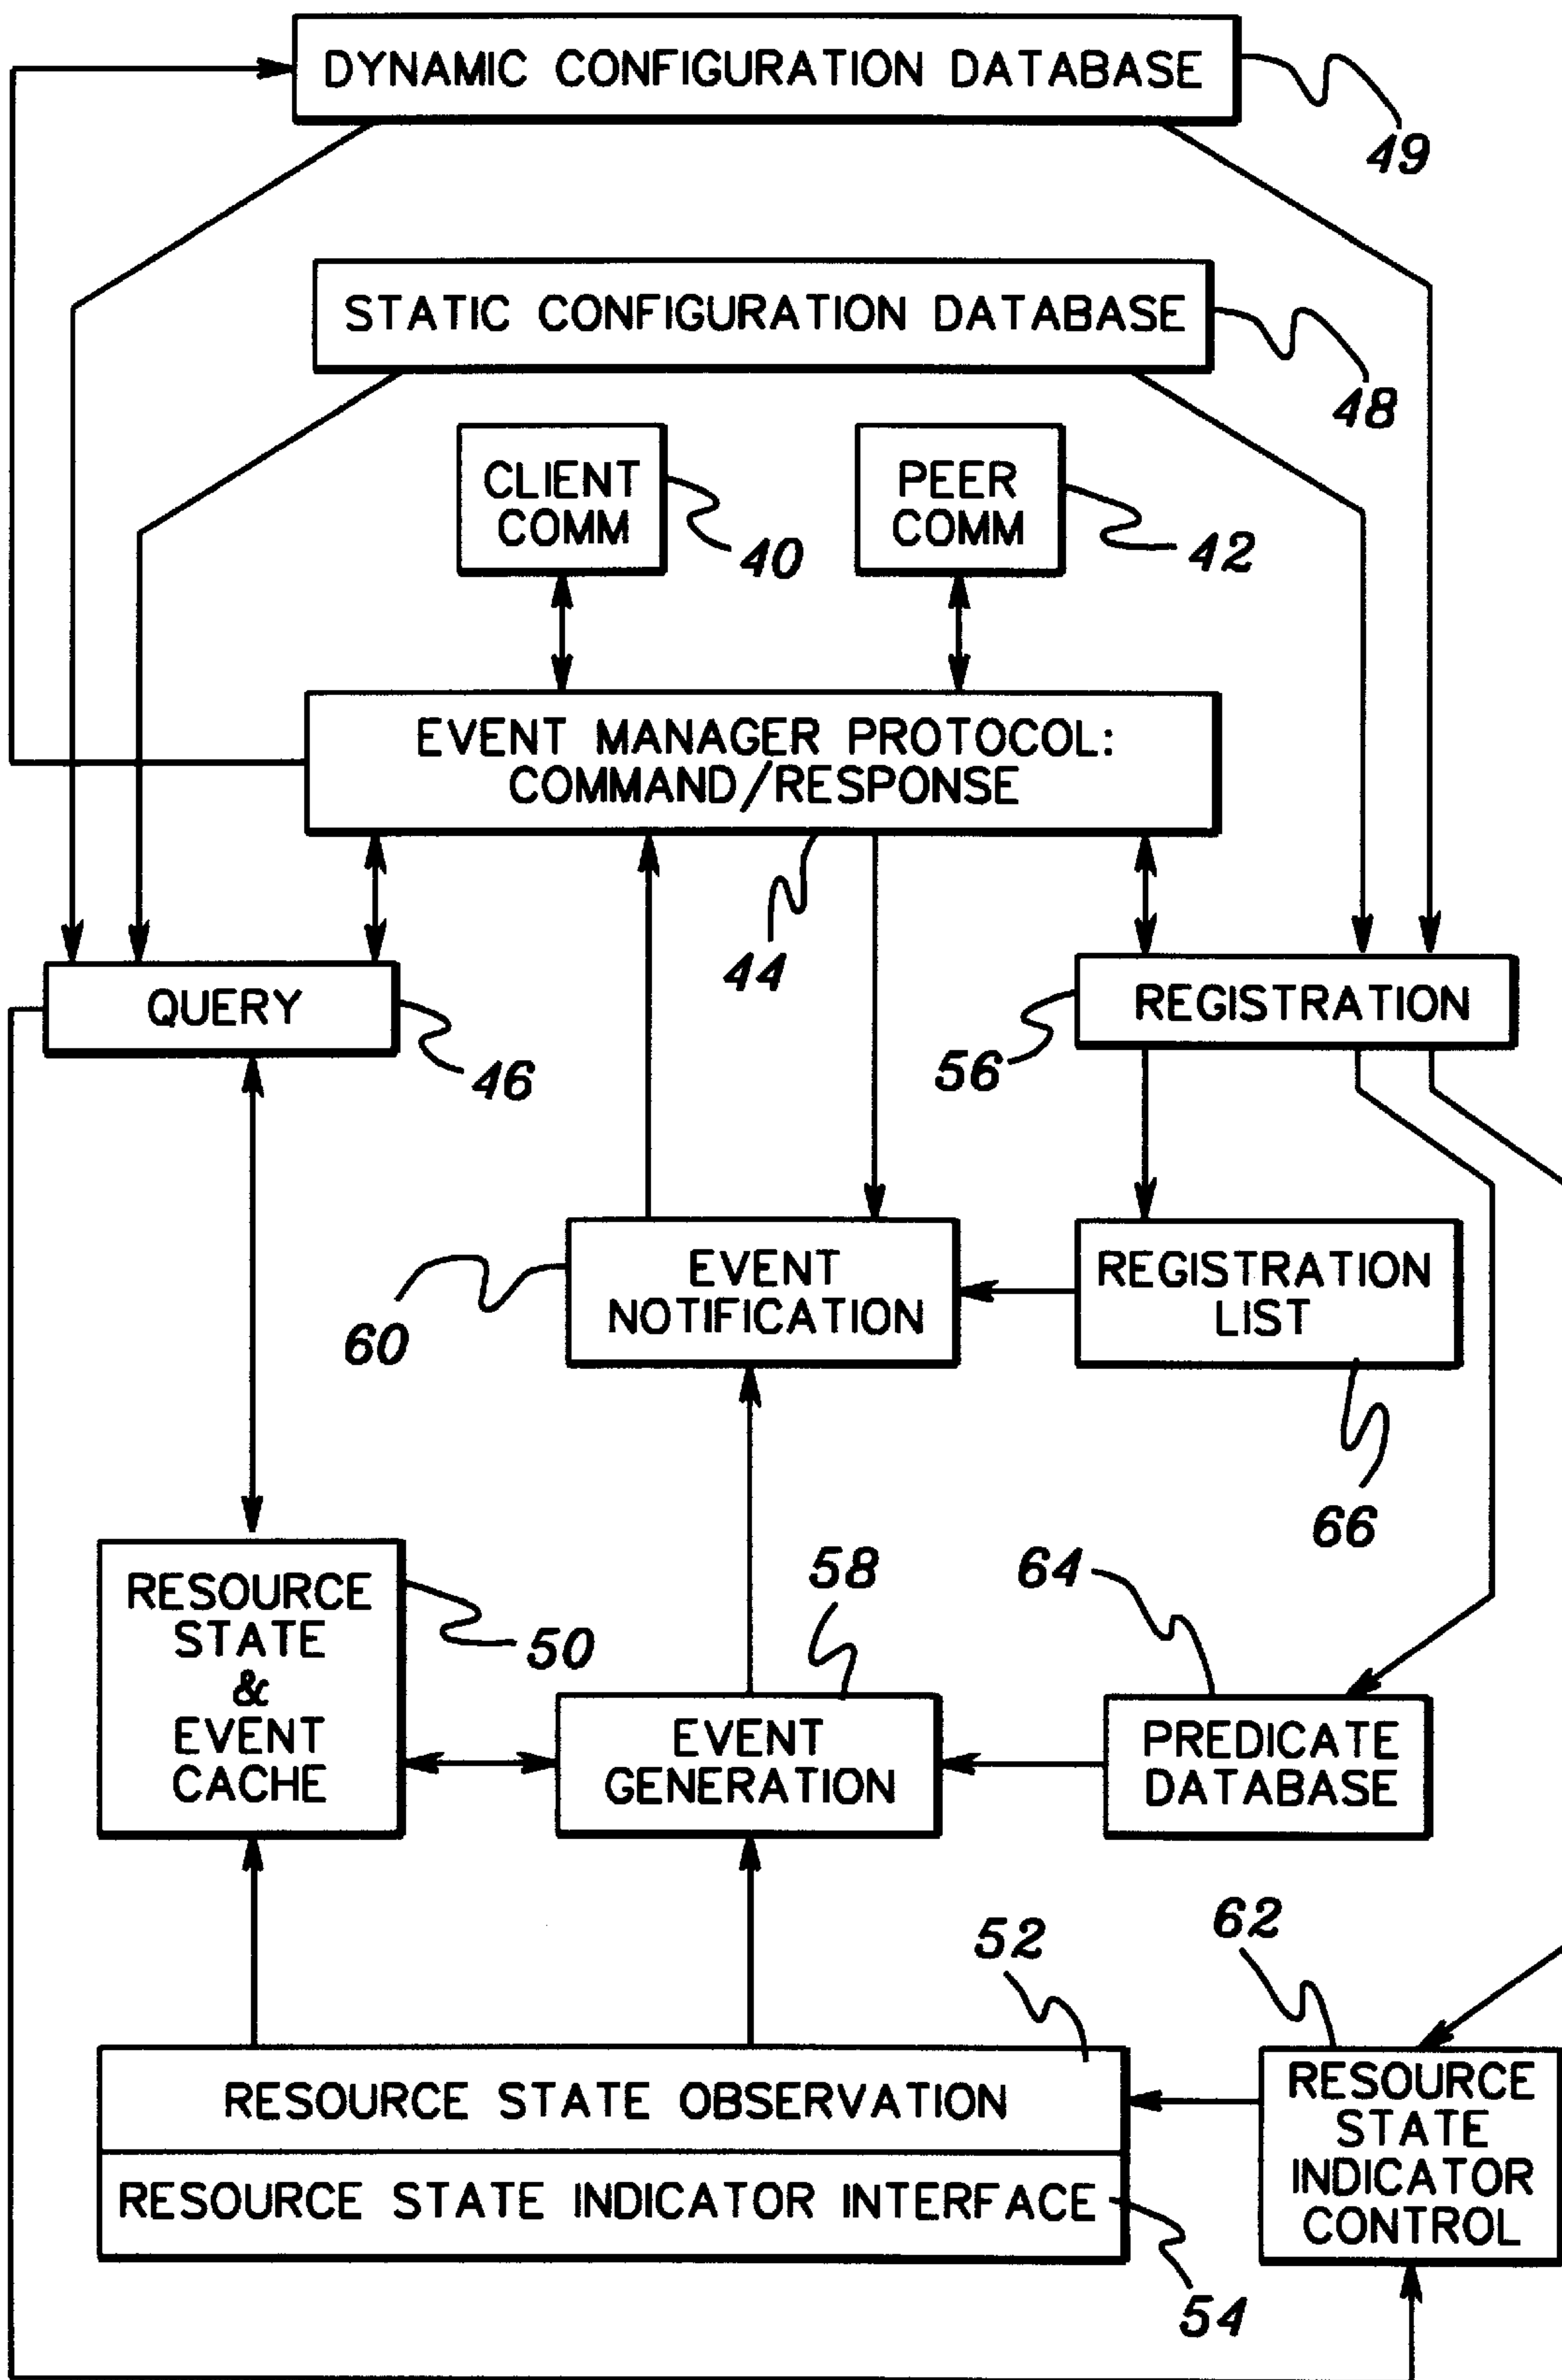 DYNAMIC CONFIGURATION DATABASE
49
STATIC CONFIGURATION DATABASE
48
CLIENT
COMM
40
PEER
COMM
42
EVENT MANAGER PROTOCOL:
COMMAND/RESPONSE
44
QUERY
46
REGISTRATION
56
EVENT
NOTIFICATION
60
REGISTRATION
LIST
66
RESOURCE
STATE
&
EVENT
CACHE
50
58
EVENT
GENERATION
64
PREDICATE
DATABASE
52
62
RESOURCE STATE OBSERVATION
RESOURCE STATE INDICATOR INTERFACE
54
RESOURCE
STATE
INDICATOR
CONTROL